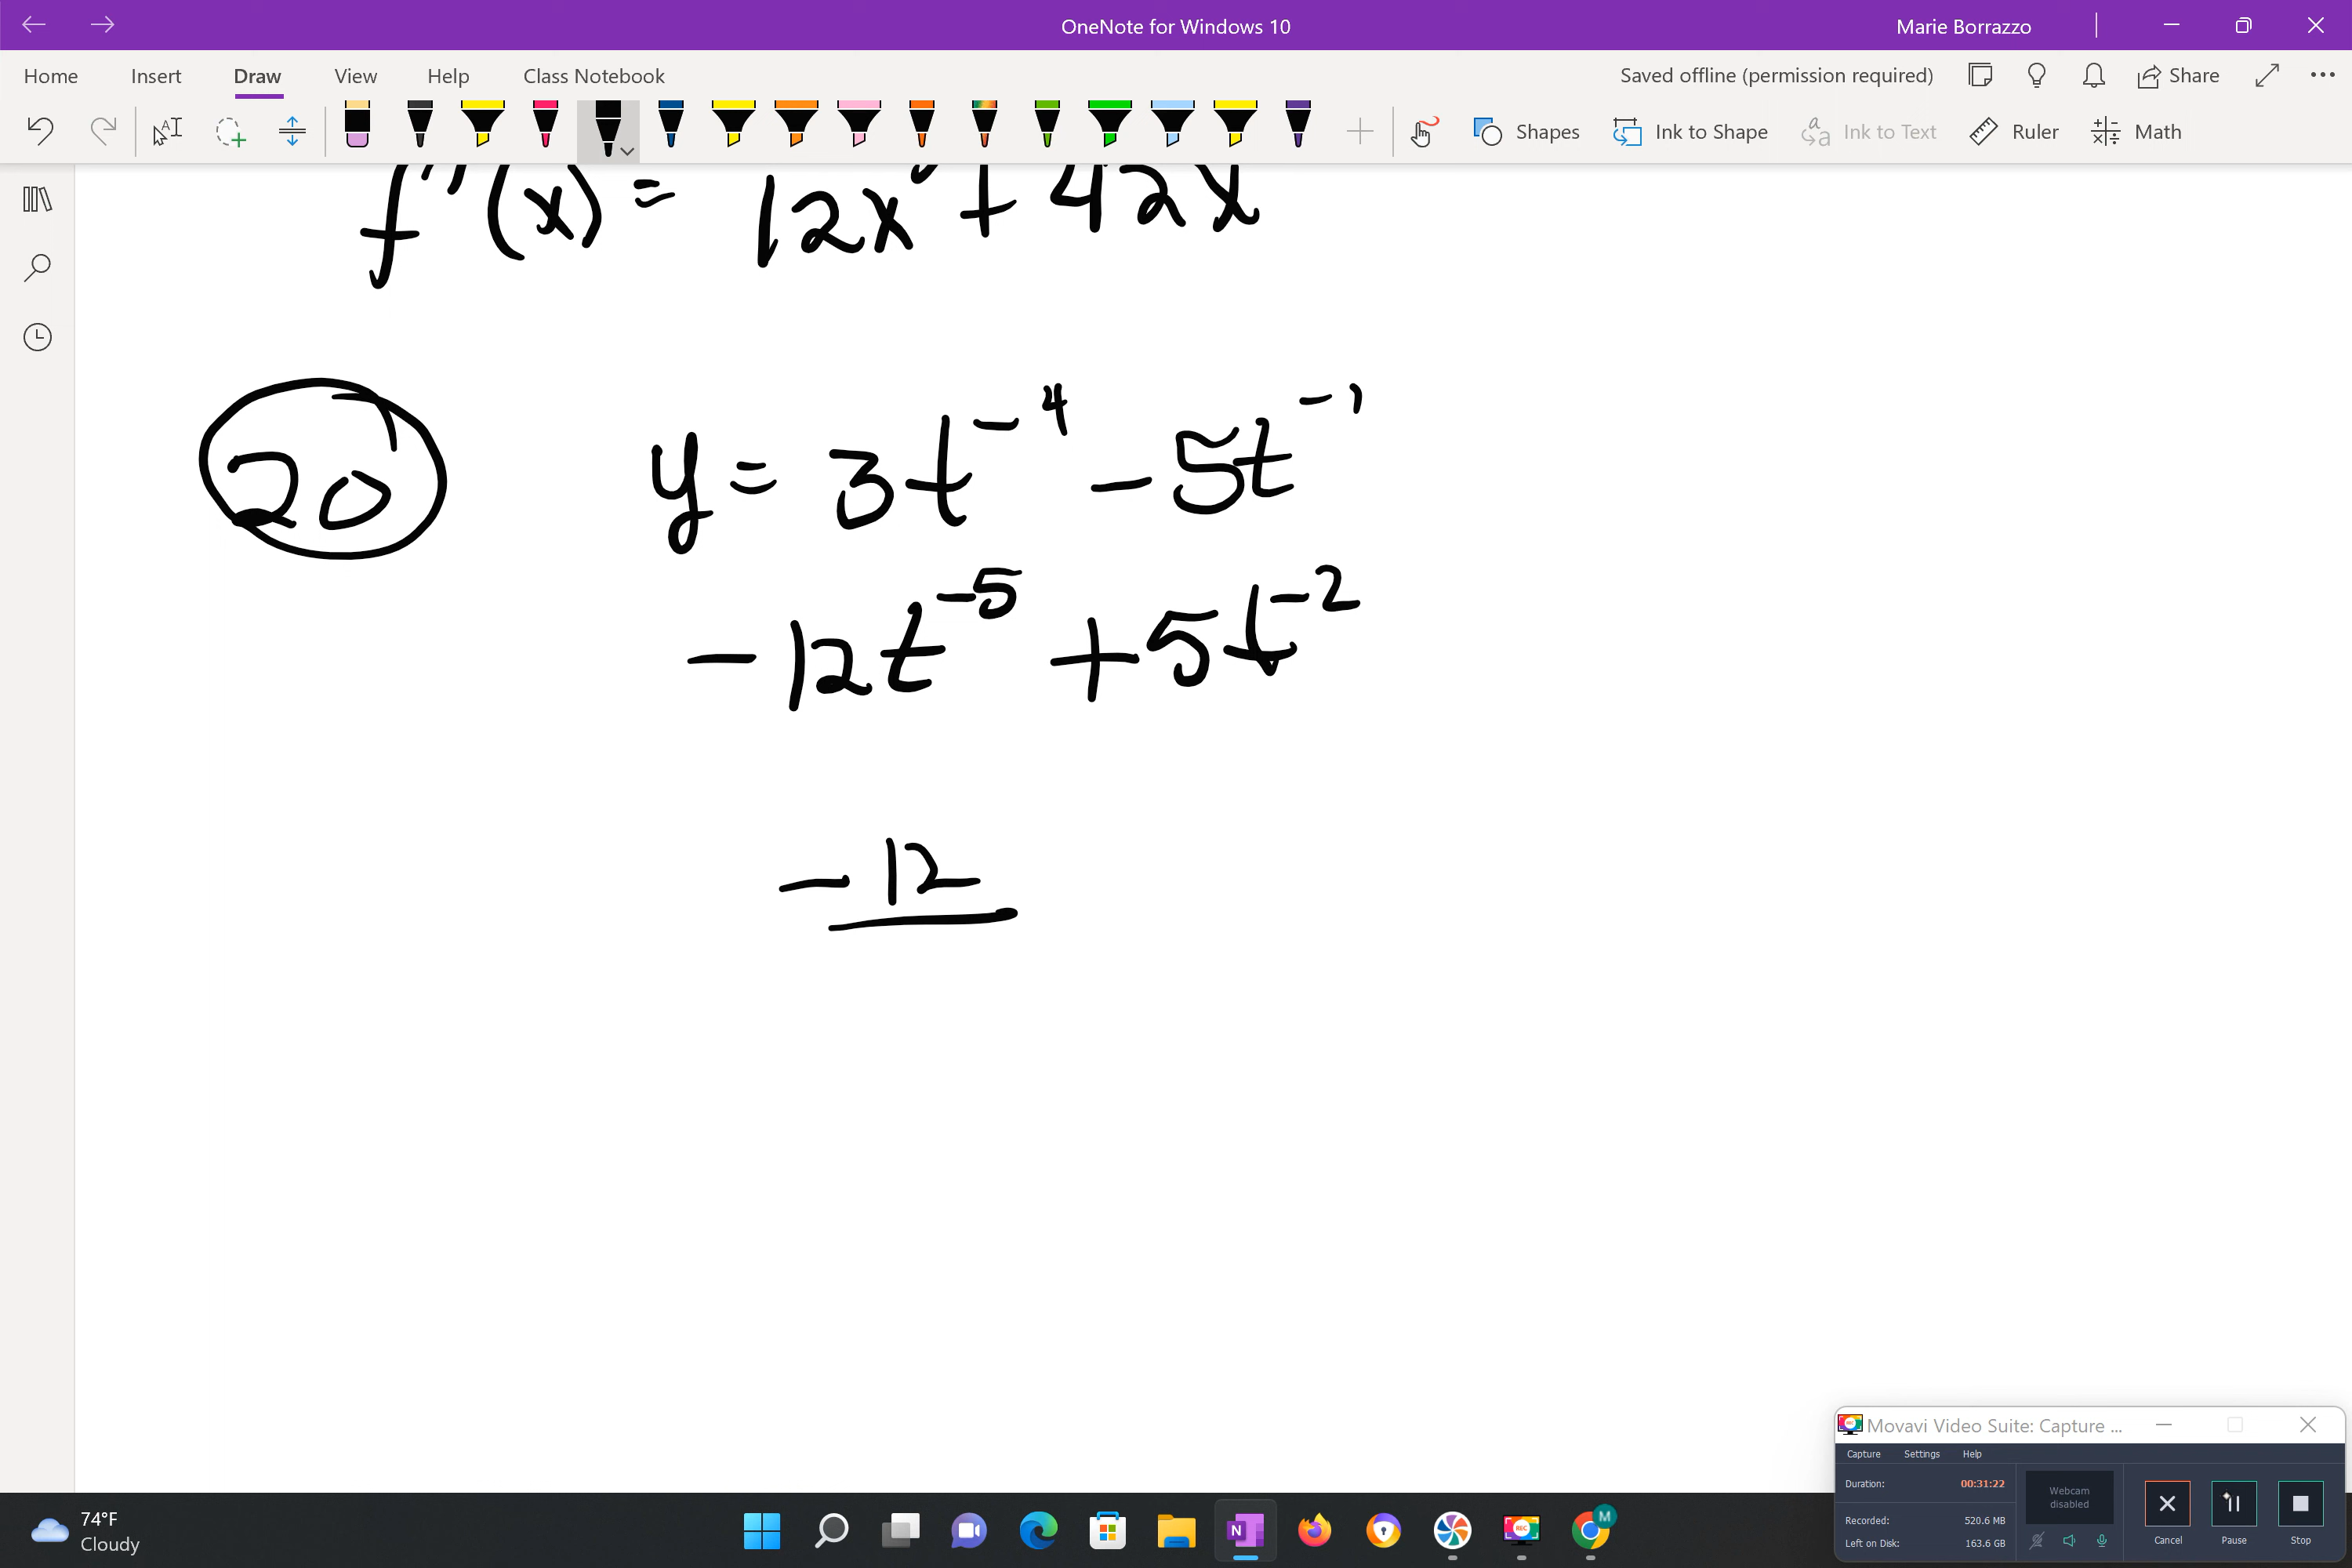 OneNote for Windows 10
Marie Borrazzo
Home Insert Draw View Help Class Notebook
Saved offline (permission required) Share
Shapes Ink to Shape Ink to Text Ruler Math
f''(x) = 12x + 42x
20
y = 3t⁻⁴ - 5t⁻¹
-12t⁻⁵ + 5t⁻²
-12
Movavi Video Suite: Capture ...
Capture Settings Help
Duration: 00:31:22
Webcam disabled
Recorded: 520.6 MB
Left on Disk: 163.6 GB
Cancel Pause Stop
74°F
Cloudy